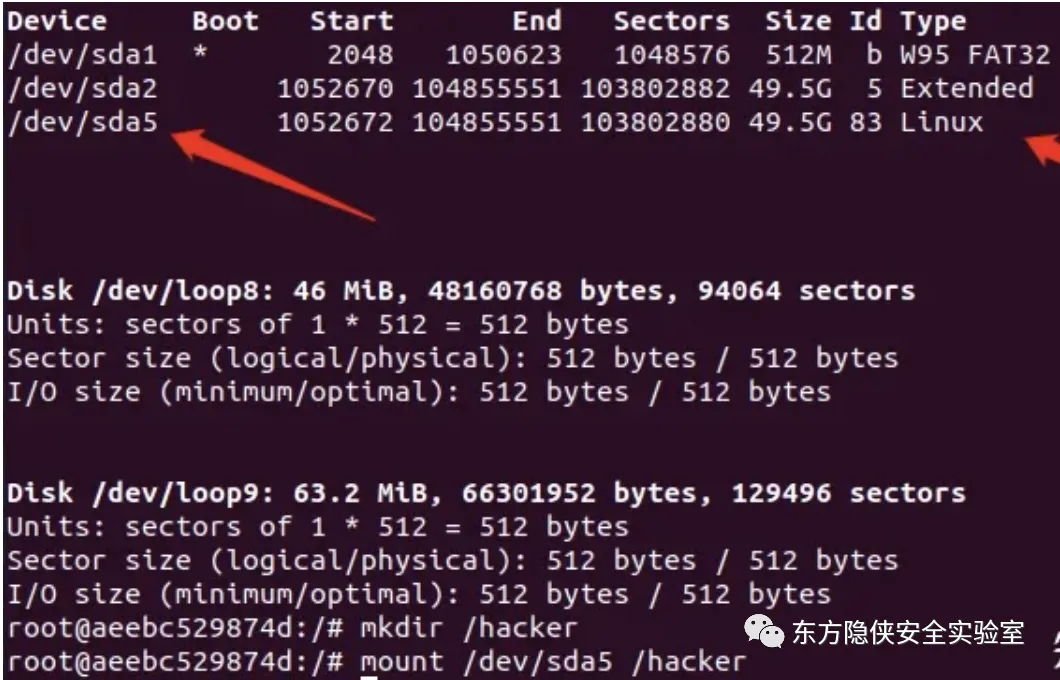 Device     Boot   Start       End   Sectors  Size Id Type
/dev/sda1  *       2048   1050623   1048576  512M  b W95 FAT32
/dev/sda2       1052670 104855551 103802882 49.5G  5 Extended
/dev/sda5       1052672 104855551 103802880 49.5G 83 Linux
Disk /dev/loop8: 46 MiB, 48160768 bytes, 94064 sectors
Units: sectors of 1 * 512 = 512 bytes
Sector size (logical/physical): 512 bytes / 512 bytes
I/O size (minimum/optimal): 512 bytes / 512 bytes
Disk /dev/loop9: 63.2 MiB, 66301952 bytes, 129496 sectors
Units: sectors of 1 * 512 = 512 bytes
Sector size (logical/physical): 512 bytes / 512 bytes
I/O size (minimum/optimal): 512 bytes / 512 bytes
root@aeebc529874d:/# mkdir /hacker
东方隐侠安全实验室
root@aeebc529874d:/# mount /dev/sda5 /hacker